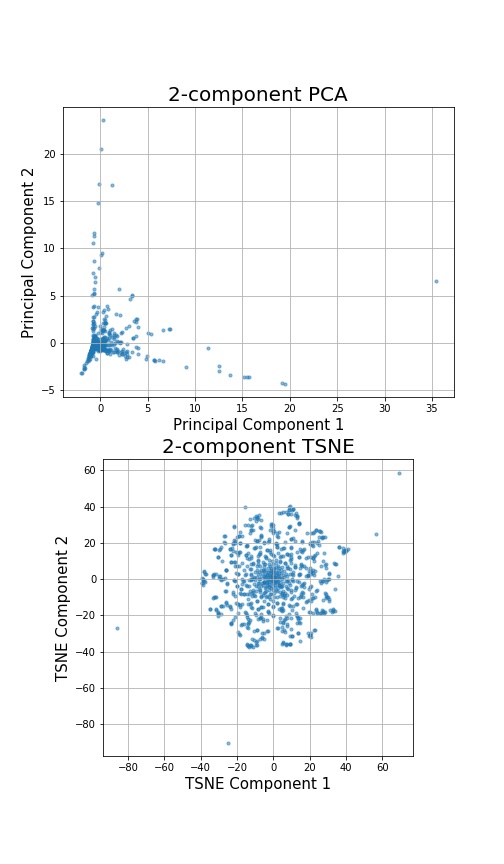 2-component PCA
20
15
10
5
0
−5
Principal Component 2
0 5 10 15 20 25 30 35
Principal Component 1
2-component TSNE
60
40
20
0
−20
−40
−60
−80
TSNE Component 2
−80 −60 −40 −20 0 20 40 60
TSNE Component 1